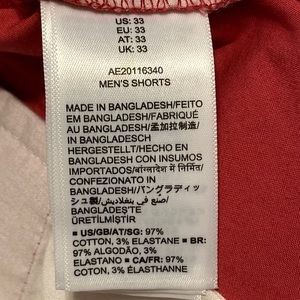 US: 33
EU: 33
AT: 33
UK: 33
AE20116340
MEN'S SHORTS
MADE IN BANGLADESH/FEITO
EM BANGLADESH/FABRIQUÉ
AU BANGLADESH/孟加拉制造/
IN BANGLADESCH
HERGESTELLT/HECHO EN
BANGLADESH CON INSUMOS
IMPORTADOS/बांग्लादेश में निर्मित/
CONFEZIONATO IN
BANGLADESH/バングラディッ
シュ製/صنع في بنغلاديش/
BANGLADEŞ'TE
ÜRETİLMİŞTİR
■ US/GB/AT/SG: 97%
COTTON, 3% ELASTANE ■ BR:
97% ALGODÃO, 3%
ELASTANO ■ CA/FR: 97%
COTON, 3% ÉLASTHANNE